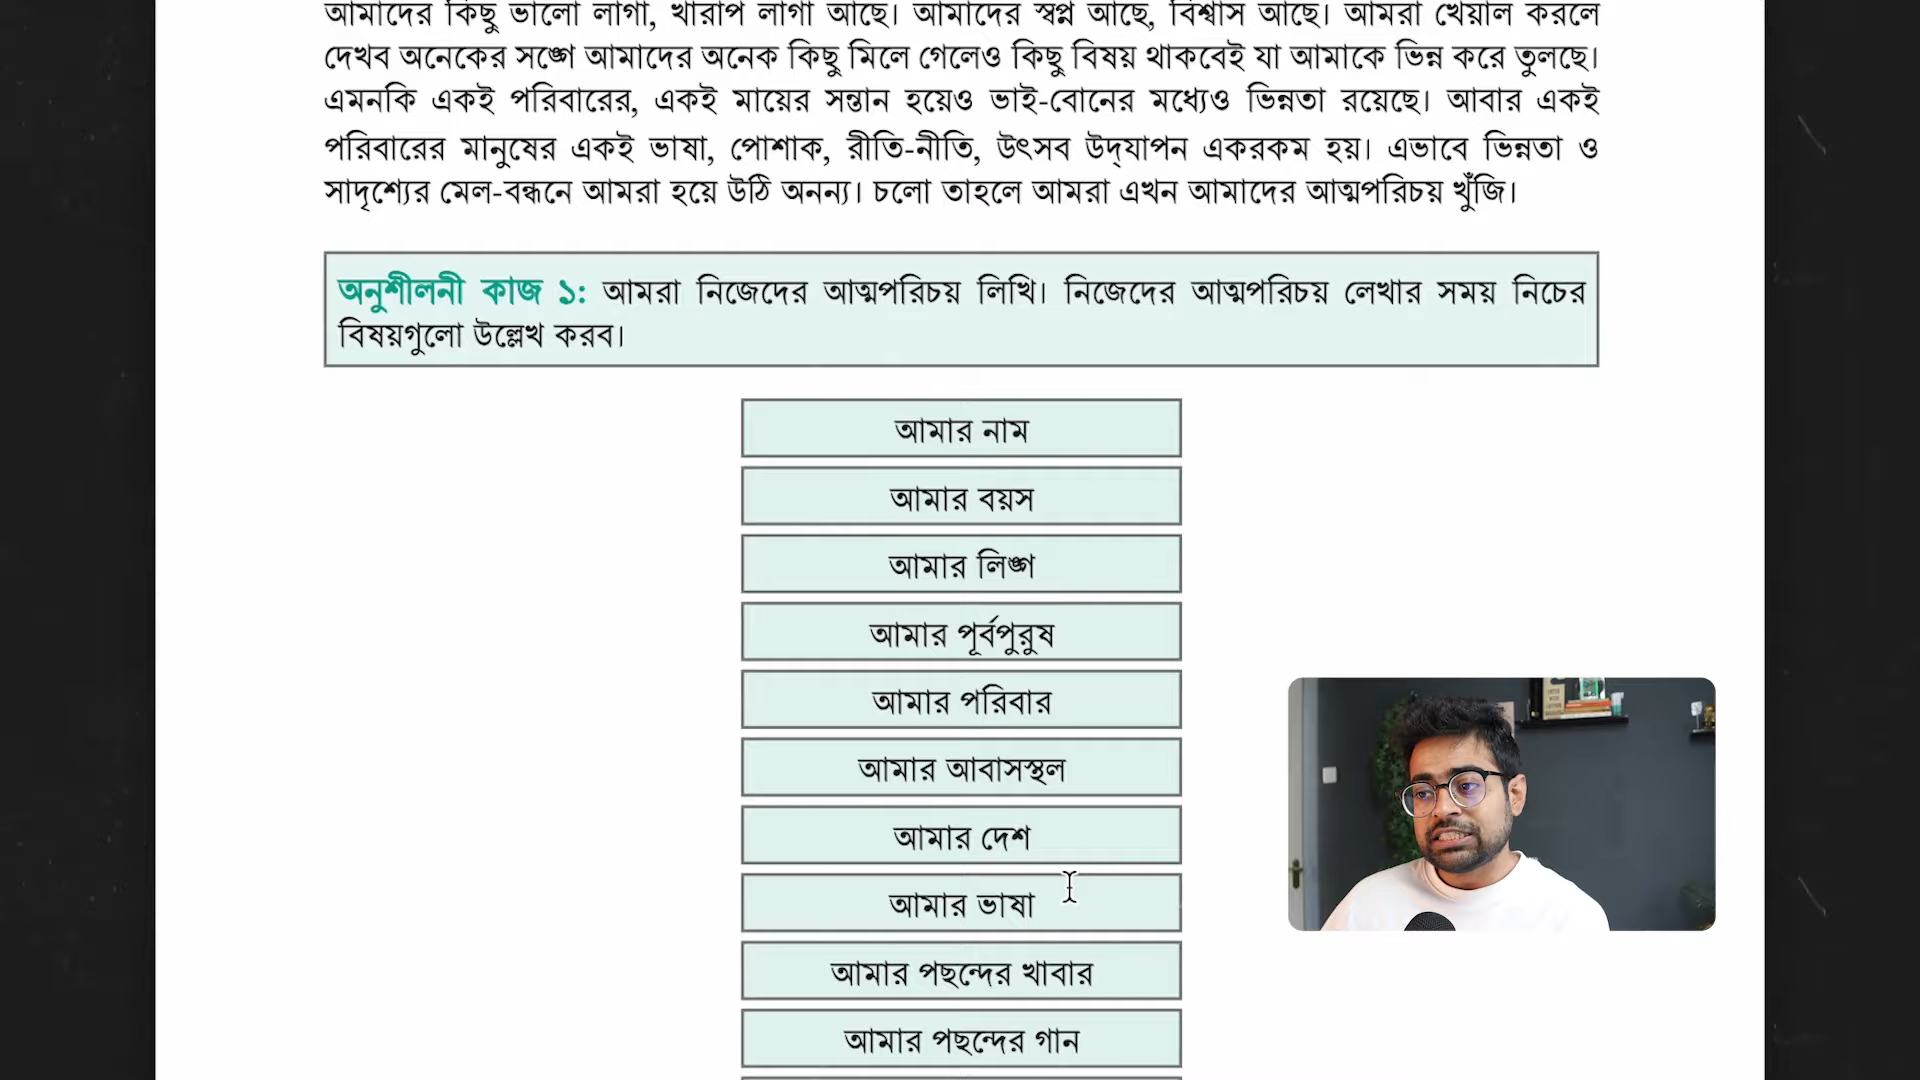 আমাদের কিছু ভালো লাগা, খারাপ লাগা আছে। আমাদের স্বপ্ন আছে, বিশ্বাস আছে। আমরা খেয়াল করলে
দেখব অনেকের সঙ্গে আমাদের অনেক কিছু মিলে গেলেও কিছু বিষয় থাকবেই যা আমাকে ভিন্ন করে তুলছে।
এমনকি একই পরিবারের, একই মায়ের সন্তান হয়েও ভাই-বোনের মধ্যেও ভিন্নতা রয়েছে। আবার একই
পরিবারের মানুষের একই ভাষা, পোশাক, রীতি-নীতি, উৎসব উদ্‌যাপন একরকম হয়। এভাবে ভিন্নতা ও
সাদৃশ্যের মেল-বন্ধনে আমরা হয়ে উঠি অনন্য। চলো তাহলে আমরা এখন আমাদের আত্মপরিচয় খুঁজি।
অনুশীলনী কাজ ১: আমরা নিজেদের আত্মপরিচয় লিখি। নিজেদের আত্মপরিচয় লেখার সময় নিচের
বিষয়গুলো উল্লেখ করব।
আমার নাম
আমার বয়স
আমার লিঙ্গ
আমার পূর্বপুরুষ
আমার পরিবার
আমার আবাসস্থল
আমার দেশ
আমার ভাষা
আমার পছন্দের খাবার
আমার পছন্দের গান